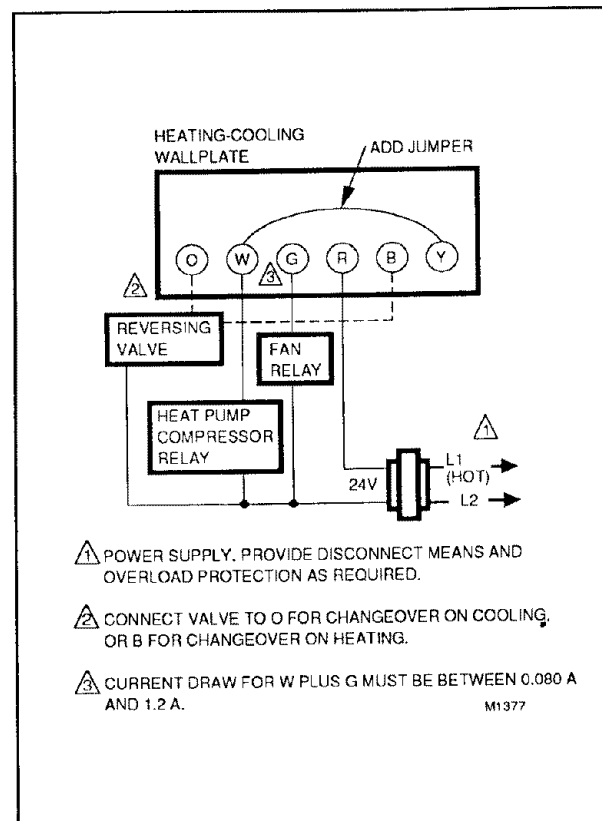 HEATING-COOLING
WALLPLATE
ADD JUMPER
O W G R B Y
2
3
REVERSING
VALVE
FAN
RELAY
HEAT PUMP
COMPRESSOR
RELAY
1
24V
L1
(HOT)
L2
1 POWER SUPPLY. PROVIDE DISCONNECT MEANS AND
OVERLOAD PROTECTION AS REQUIRED.
2 CONNECT VALVE TO O FOR CHANGEOVER ON COOLING,
OR B FOR CHANGEOVER ON HEATING.
3 CURRENT DRAW FOR W PLUS G MUST BE BETWEEN 0.080 A
AND 1.2 A.
M1377